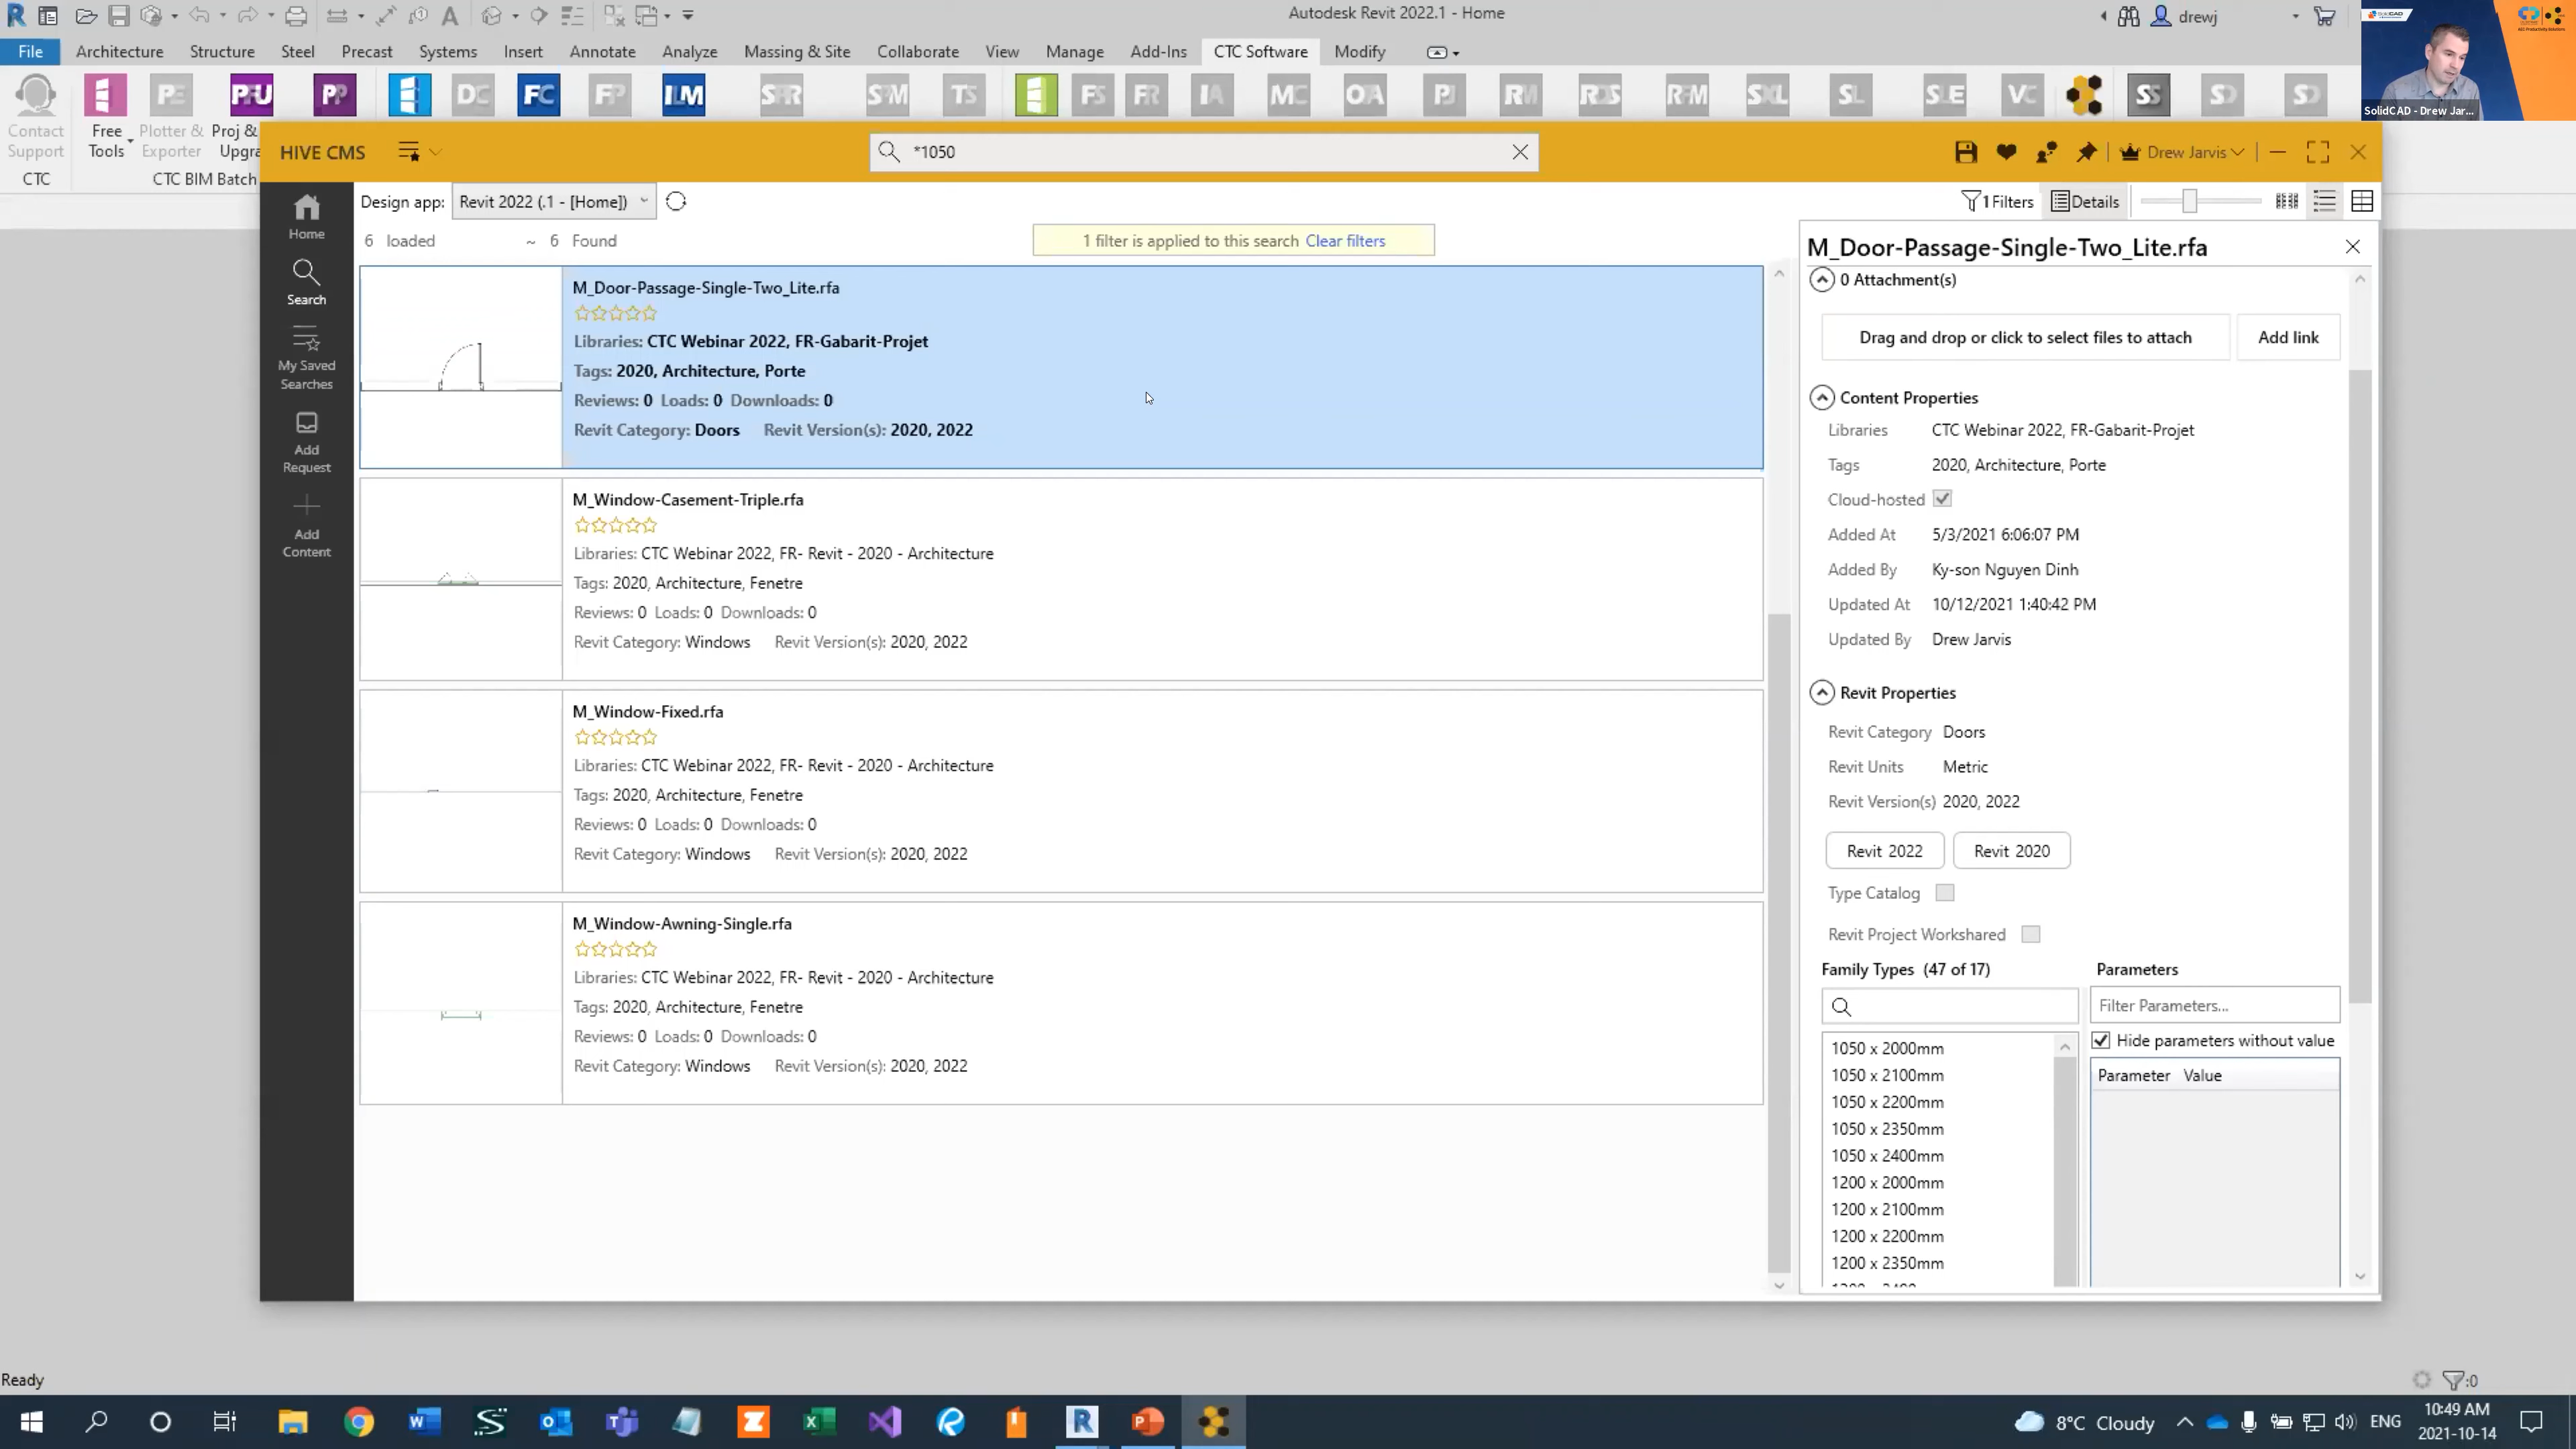 Autodesk Revit 2022.1 - Home
drewj
File Architecture Structure Steel Precast Systems Insert Annotate Analyze Massing & Site Collaborate View Manage Add-Ins CTC Software Modify
Contact Support
Free Tools
Plotter & Exporter
Proj & Upgra
CTC
CTC BIM Batch
SolidCAD - Drew Jar...
HIVE CMS
*1050
Drew Jarvis
Design app: Revit 2022 (.1 - [Home])
1 Filters
Details
6 loaded ~ 6 Found
1 filter is applied to this search Clear filters
Home
Search
My Saved Searches
Add Request
Add Content
M_Door-Passage-Single-Two_Lite.rfa
Libraries: CTC Webinar 2022, FR-Gabarit-Projet
Tags: 2020, Architecture, Porte
Reviews: 0 Loads: 0 Downloads: 0
Revit Category: Doors Revit Version(s): 2020, 2022
M_Window-Casement-Triple.rfa
Libraries: CTC Webinar 2022, FR- Revit - 2020 - Architecture
Tags: 2020, Architecture, Fenetre
Reviews: 0 Loads: 0 Downloads: 0
Revit Category: Windows Revit Version(s): 2020, 2022
M_Window-Fixed.rfa
Libraries: CTC Webinar 2022, FR- Revit - 2020 - Architecture
Tags: 2020, Architecture, Fenetre
Reviews: 0 Loads: 0 Downloads: 0
Revit Category: Windows Revit Version(s): 2020, 2022
M_Window-Awning-Single.rfa
Libraries: CTC Webinar 2022, FR- Revit - 2020 - Architecture
Tags: 2020, Architecture, Fenetre
Reviews: 0 Loads: 0 Downloads: 0
Revit Category: Windows Revit Version(s): 2020, 2022
M_Door-Passage-Single-Two_Lite.rfa
0 Attachment(s)
Drag and drop or click to select files to attach
Add link
Content Properties
Libraries CTC Webinar 2022, FR-Gabarit-Projet
Tags 2020, Architecture, Porte
Cloud-hosted
Added At 5/3/2021 6:06:07 PM
Added By Ky-son Nguyen Dinh
Updated At 10/12/2021 1:40:42 PM
Updated By Drew Jarvis
Revit Properties
Revit Category Doors
Revit Units Metric
Revit Version(s) 2020, 2022
Revit 2022 Revit 2020
Type Catalog
Revit Project Workshared
Family Types (47 of 17)
Parameters
Filter Parameters...
Hide parameters without value
Parameter Value
1050 x 2000mm
1050 x 2100mm
1050 x 2200mm
1050 x 2350mm
1050 x 2400mm
1200 x 2000mm
1200 x 2100mm
1200 x 2200mm
1200 x 2350mm
Ready
:0
8°C Cloudy
ENG
10:49 AM
2021-10-14